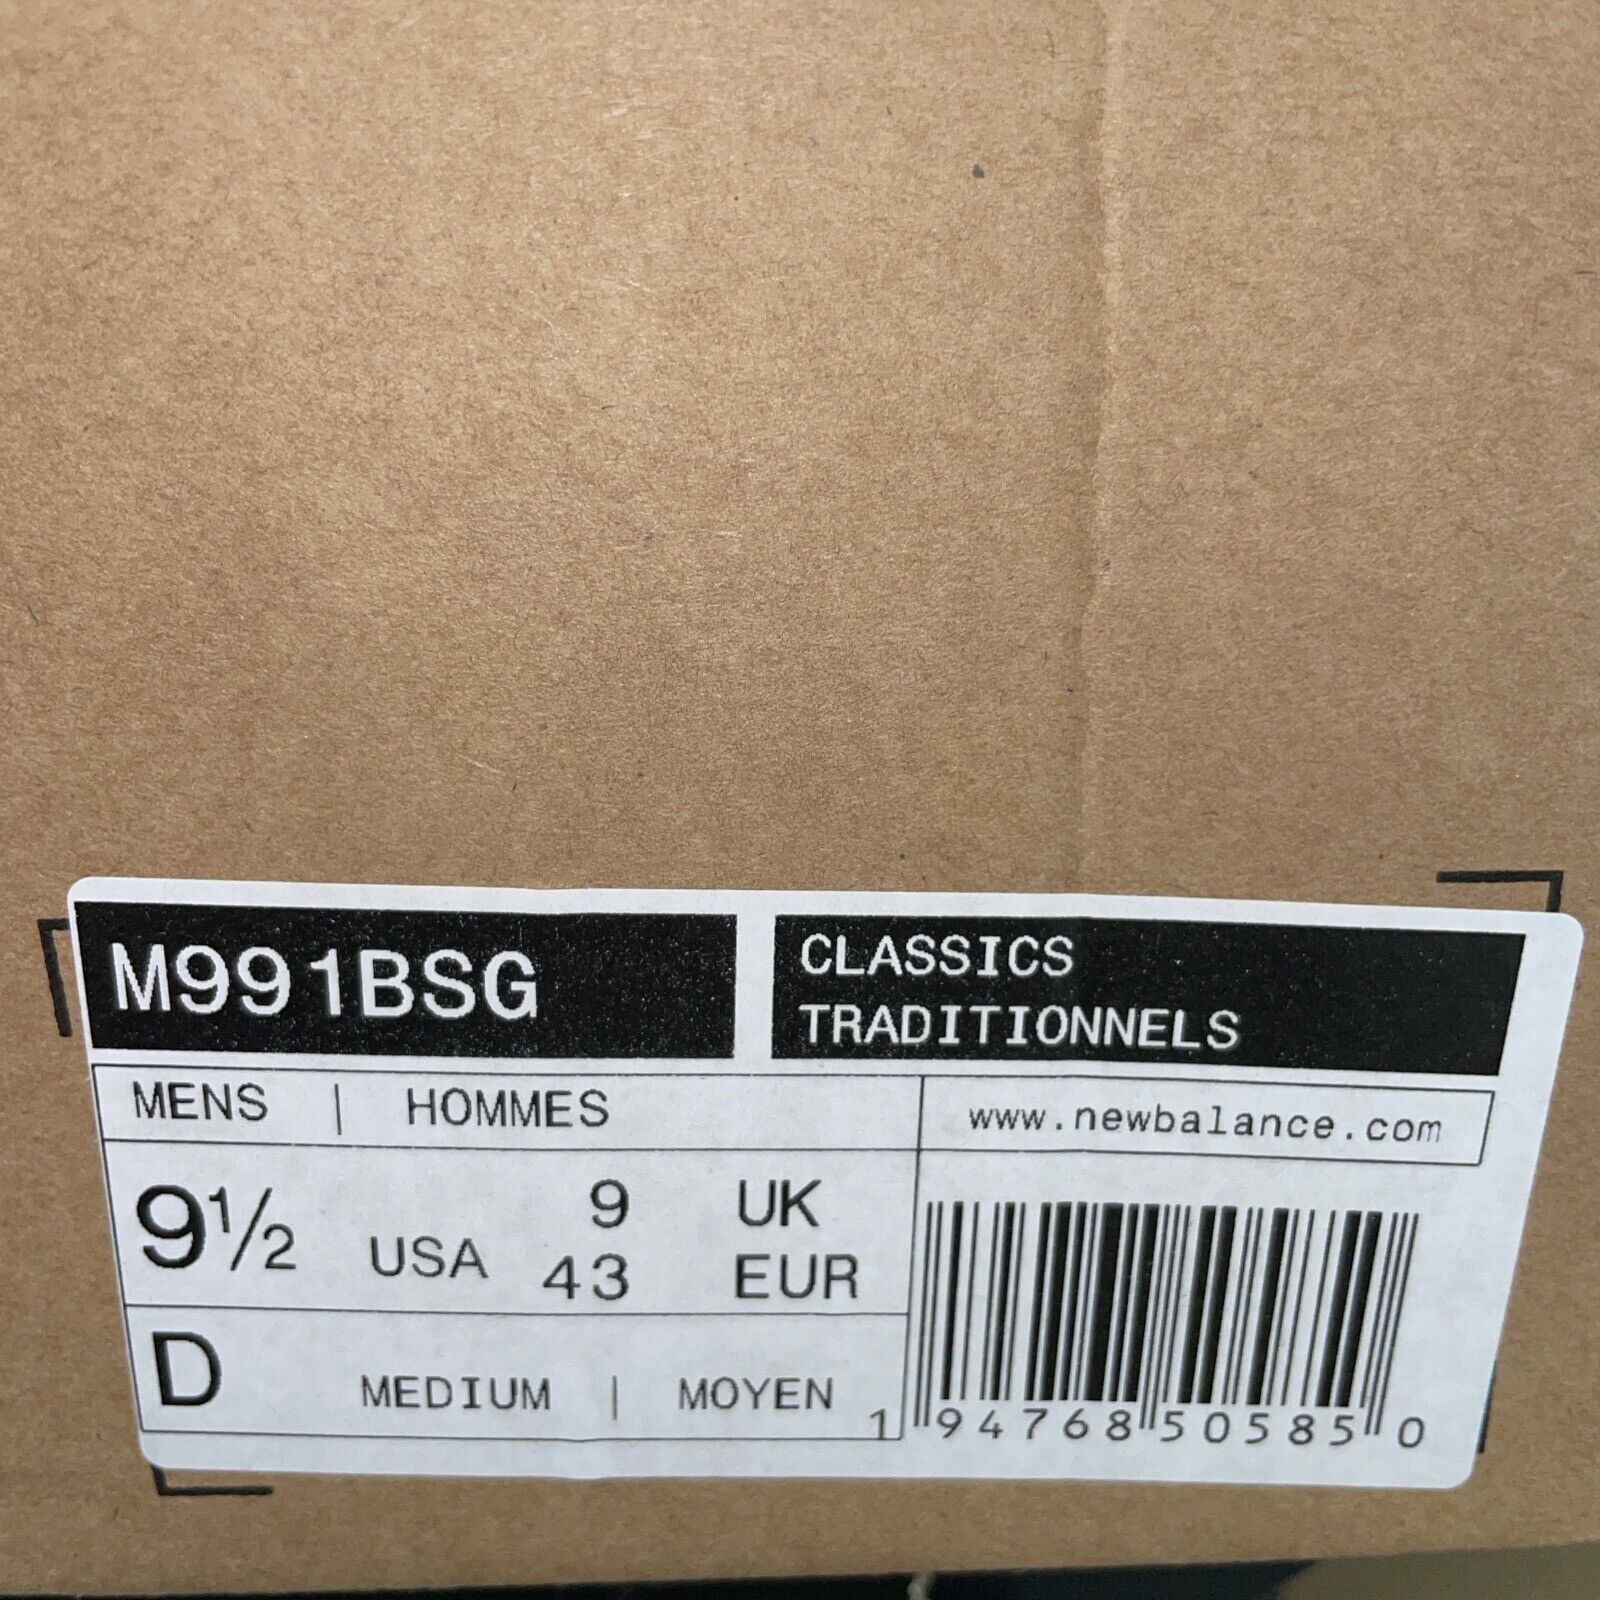 M991BSG
CLASSICS
TRADITIONNELS
MENS | HOMMES
www.newbalance.com
9½ USA
9 UK
43 EUR
D MEDIUM | MOYEN
1 94768 50585 0